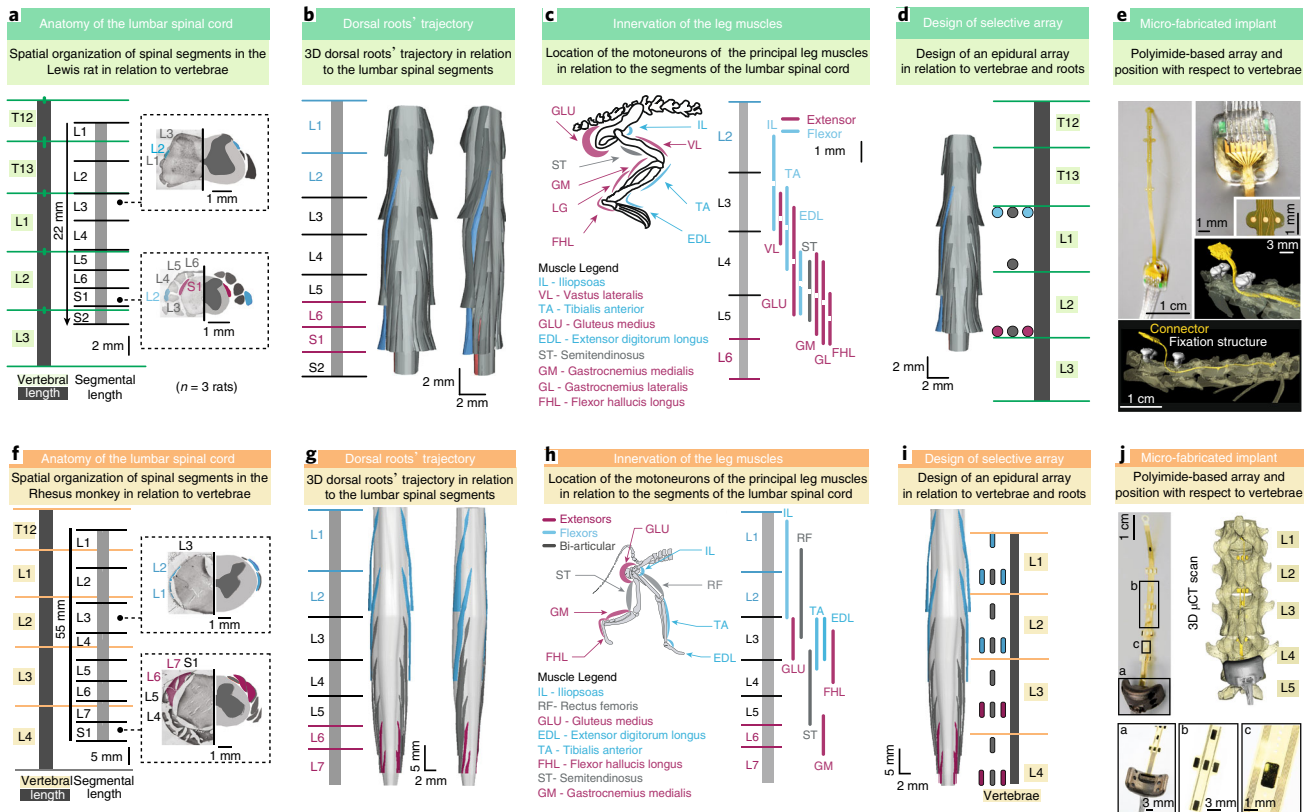 a
Anatomy of the lumbar spinal cord
Spatial organization of spinal segments in the
Lewis rat in relation to vertebrae
T12
T13
L1
L2
L3
22 mm
L1
L2
L3
L4
L5
L6
S1
S2
L3
L2
L1
1 mm
L5 L6
L4
S1
L2
L3
1 mm
2 mm
Vertebral
length
Segmental
length
(n = 3 rats)
b
Dorsal roots’ trajectory
3D dorsal roots’ trajectory in relation
to the lumbar spinal segments
L1
L2
L3
L4
L5
L6
S1
S2
2 mm
2 mm
c
Innervation of the leg muscles
Location of the motoneurons of the principal leg muscles
in relation to the segments of the lumbar spinal cord
GLU
IL
VL
ST
GM
LG
TA
FHL
EDL
Muscle Legend
IL - Iliopsoas
VL - Vastus lateralis
TA - Tibialis anterior
GLU - Gluteus medius
EDL - Extensor digitorum longus
ST- Semitendinosus
GM - Gastrocnemius medialis
GL - Gastrocnemius lateralis
FHL - Flexor hallucis longus
L2
L3
L4
L5
L6
Extensor
Flexor
1 mm
IL
TA
EDL
VL
ST
GLU
GM
GL
FHL
d
Design of selective array
Design of an epidural array
in relation to vertebrae and roots
T12
T13
L1
L2
L3
2 mm
2 mm
e
Micro-fabricated implant
Polyimide-based array and
position with respect to vertebrae
1 mm
1 mm
3 mm
1 cm
Connector
Fixation structure
1 cm
f
Anatomy of the lumbar spinal cord
Spatial organization of spinal segments in the
Rhesus monkey in relation to vertebrae
T12
L1
L2
L3
L4
55 mm
L1
L2
L3
L4
L5
L6
L7
S1
L3
L2
L1
1 mm
L7 S1
L6
L5
L4
1 mm
5 mm
Vertebral
length
Segmental
length
g
Dorsal roots’ trajectory
3D dorsal roots’ trajectory in relation
to the lumbar spinal segments
L1
L2
L3
L4
L5
L6
L7
5 mm
2 mm
h
Innervation of the leg muscles
Location of the motoneurons of the principal leg muscles
in relation to the segments of the lumbar spinal cord
Extensors
Flexors
Bi-articular
GLU
IL
ST
RF
GM
TA
FHL
EDL
Muscle Legend
IL - Iliopsoas
RF- Rectus femoris
GLU - Gluteus medius
EDL - Extensor digitorum longus
TA - Tibialis anterior
FHL - Flexor hallucis longus
ST- Semitendinosus
GM - Gastrocnemius medialis
L1
L2
L3
L4
L5
L6
L7
IL
RF
TA
EDL
GLU
FHL
ST
GM
i
Design of selective array
Design of an epidural array
in relation to vertebrae and roots
L1
L2
L3
L4
5 mm
2 mm
Vertebrae
j
Micro-fabricated implant
Polyimide-based array and
position with respect to vertebrae
1 cm
b
c
a
3D μCT scan
L1
L2
L3
L4
L5
a
3 mm
b
3 mm
c
1 mm